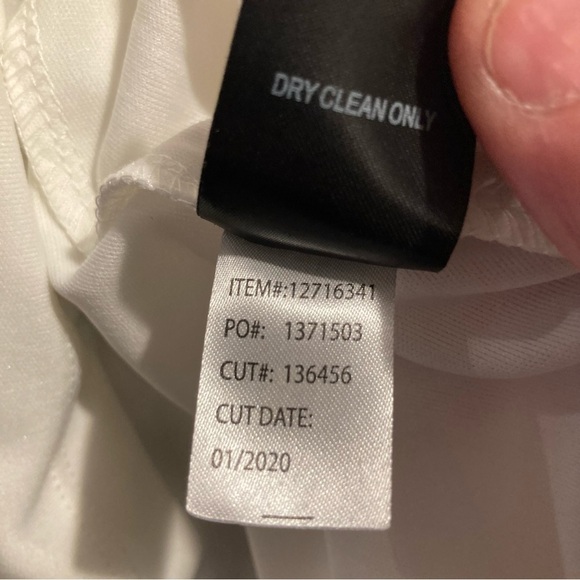 DRY CLEAN ONLY
ITEM#:12716341
PO#: 1371503
CUT#: 136456
CUT DATE:
01/2020